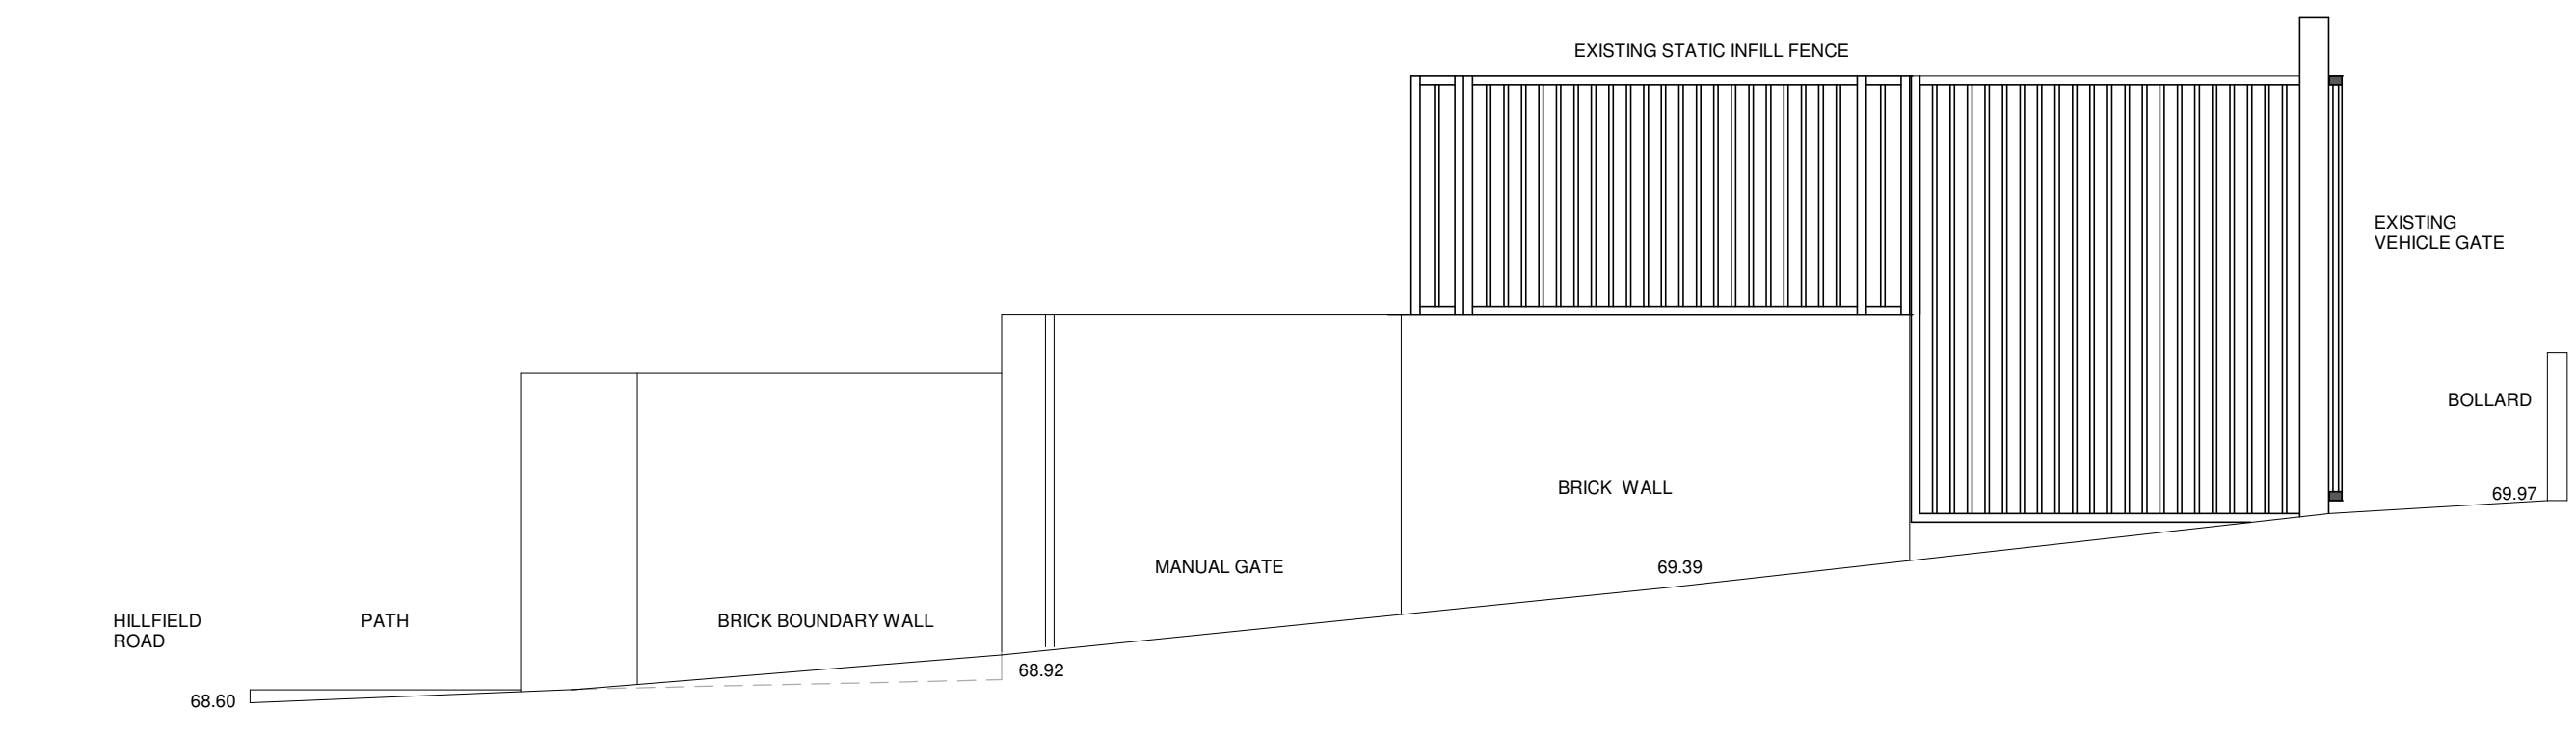 EXISTING STATIC INFILL FENCE
EXISTING
VEHICLE GATE
BOLLARD
BRICK  WALL
69.97
MANUAL GATE
69.39
HILLFIELD
ROAD
PATH
BRICK BOUNDARY WALL
68.92
68.60